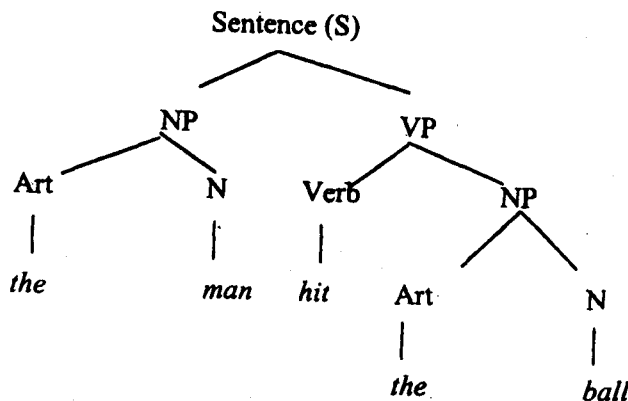 Sentence (S)
NP VP
Art N Verb NP
the man hit Art N
the ball